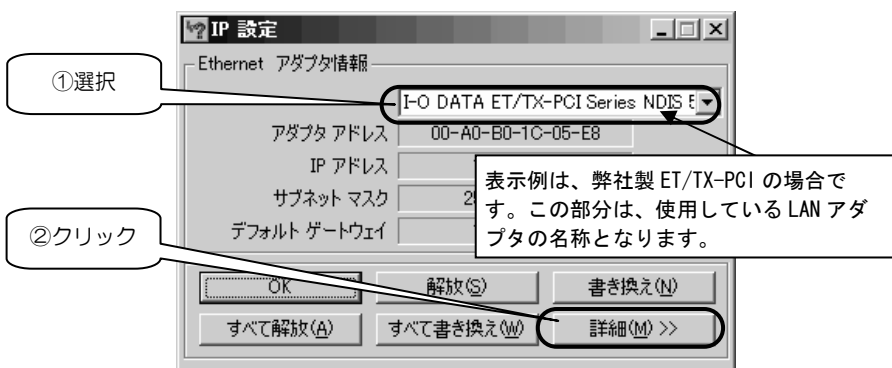 IP 設定
Ethernet アダプタ情報
①選択
I-O DATA ET/TX-PCI Series NDIS
アダプタ アドレス 00-A0-B0-1C-05-E8
IP アドレス
サブネット マスク
デフォルト ゲートウェイ
表示例は、弊社製 ET/TX-PCI の場合で
す。この部分は、使用している LAN アダ
プタの名称となります。
②クリック
OK 解放(S) 書き換え(N)
すべて解放(A) すべて書き換え(W) 詳細(M) >>